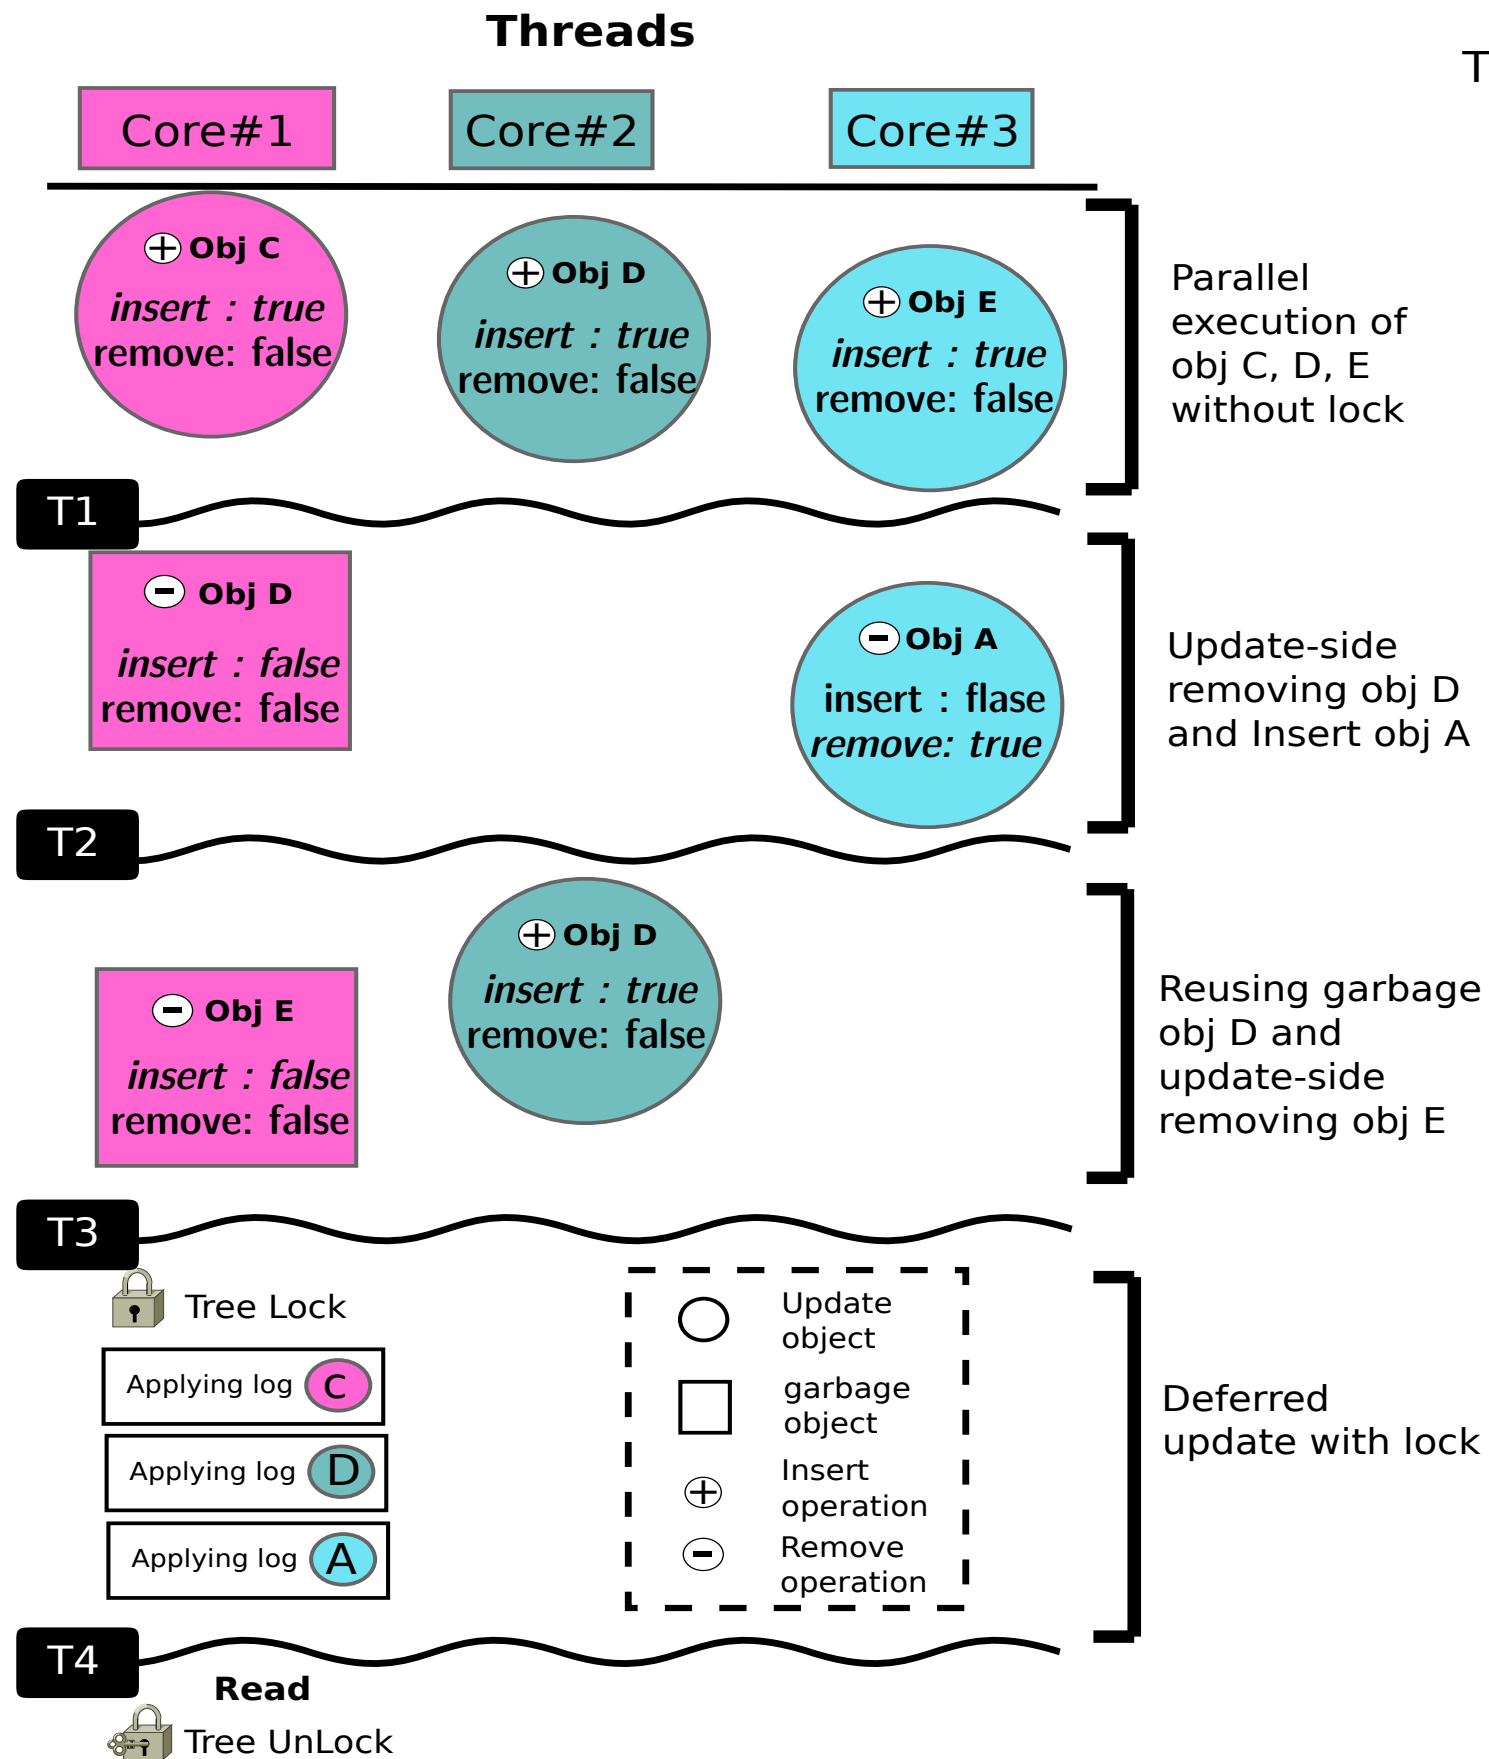 Threads
T
Core#1
Core#2
Core#3
Obj C
insert : true
remove: false
Obj D
insert : true
remove: false
Obj E
insert : true
remove: false
Parallel
execution of
obj C, D, E
without lock
T1
Obj D
insert : false
remove: false
Obj A
insert : flase
remove: true
Update-side
removing obj D
and Insert obj A
T2
Obj E
insert : false
remove: false
Obj D
insert : true
remove: false
Reusing garbage
obj D and
update-side
removing obj E
T3
Tree Lock
Applying log C
Applying log D
Applying log A
Update
object
garbage
object
Insert
operation
Remove
operation
Deferred
update with lock
T4
Read
Tree UnLock